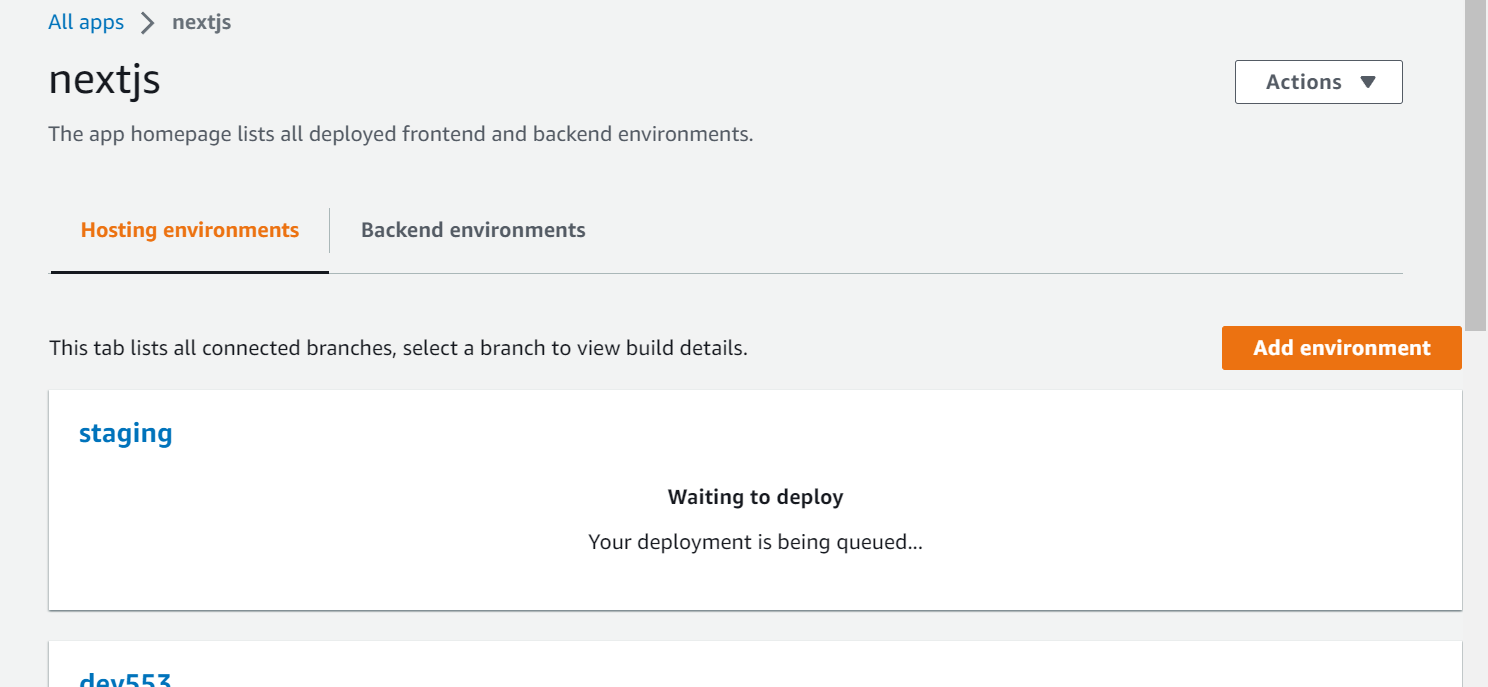 All apps > nextjs
nextjs
Actions
The app homepage lists all deployed frontend and backend environments.
Hosting environments
Backend environments
This tab lists all connected branches, select a branch to view build details.
Add environment
staging
Waiting to deploy
Your deployment is being queued...
dev553